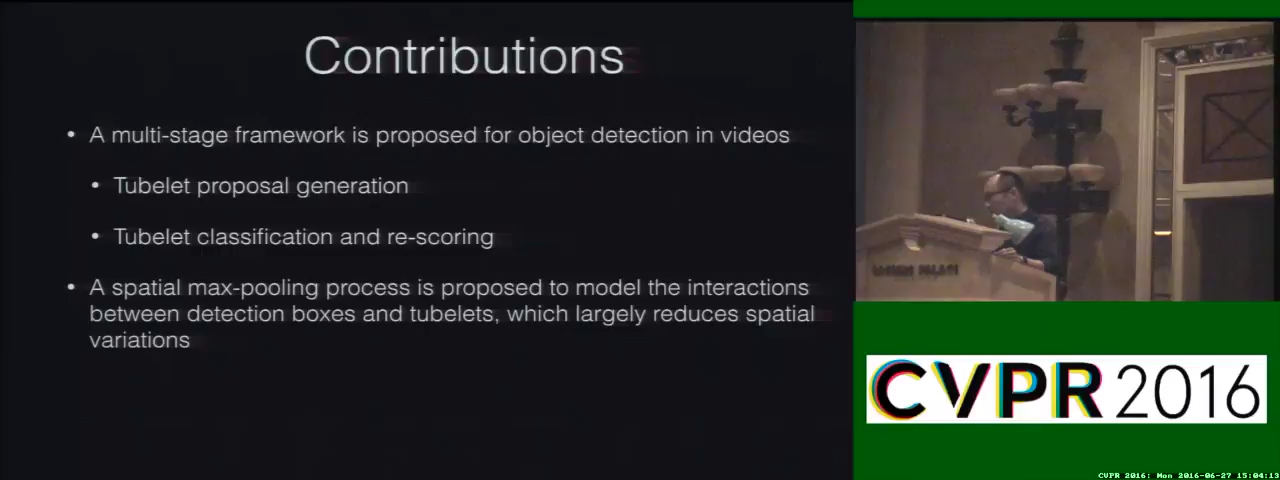 Contributions
• A multi-stage framework is proposed for object detection in videos
• Tubelet proposal generation
• Tubelet classification and re-scoring
• A spatial max-pooling process is proposed to model the interactions
between detection boxes and tubelets, which largely reduces spatial
variations
CVPR 2016
CVPR 2016: Mon 2016-06-27 15:04:13